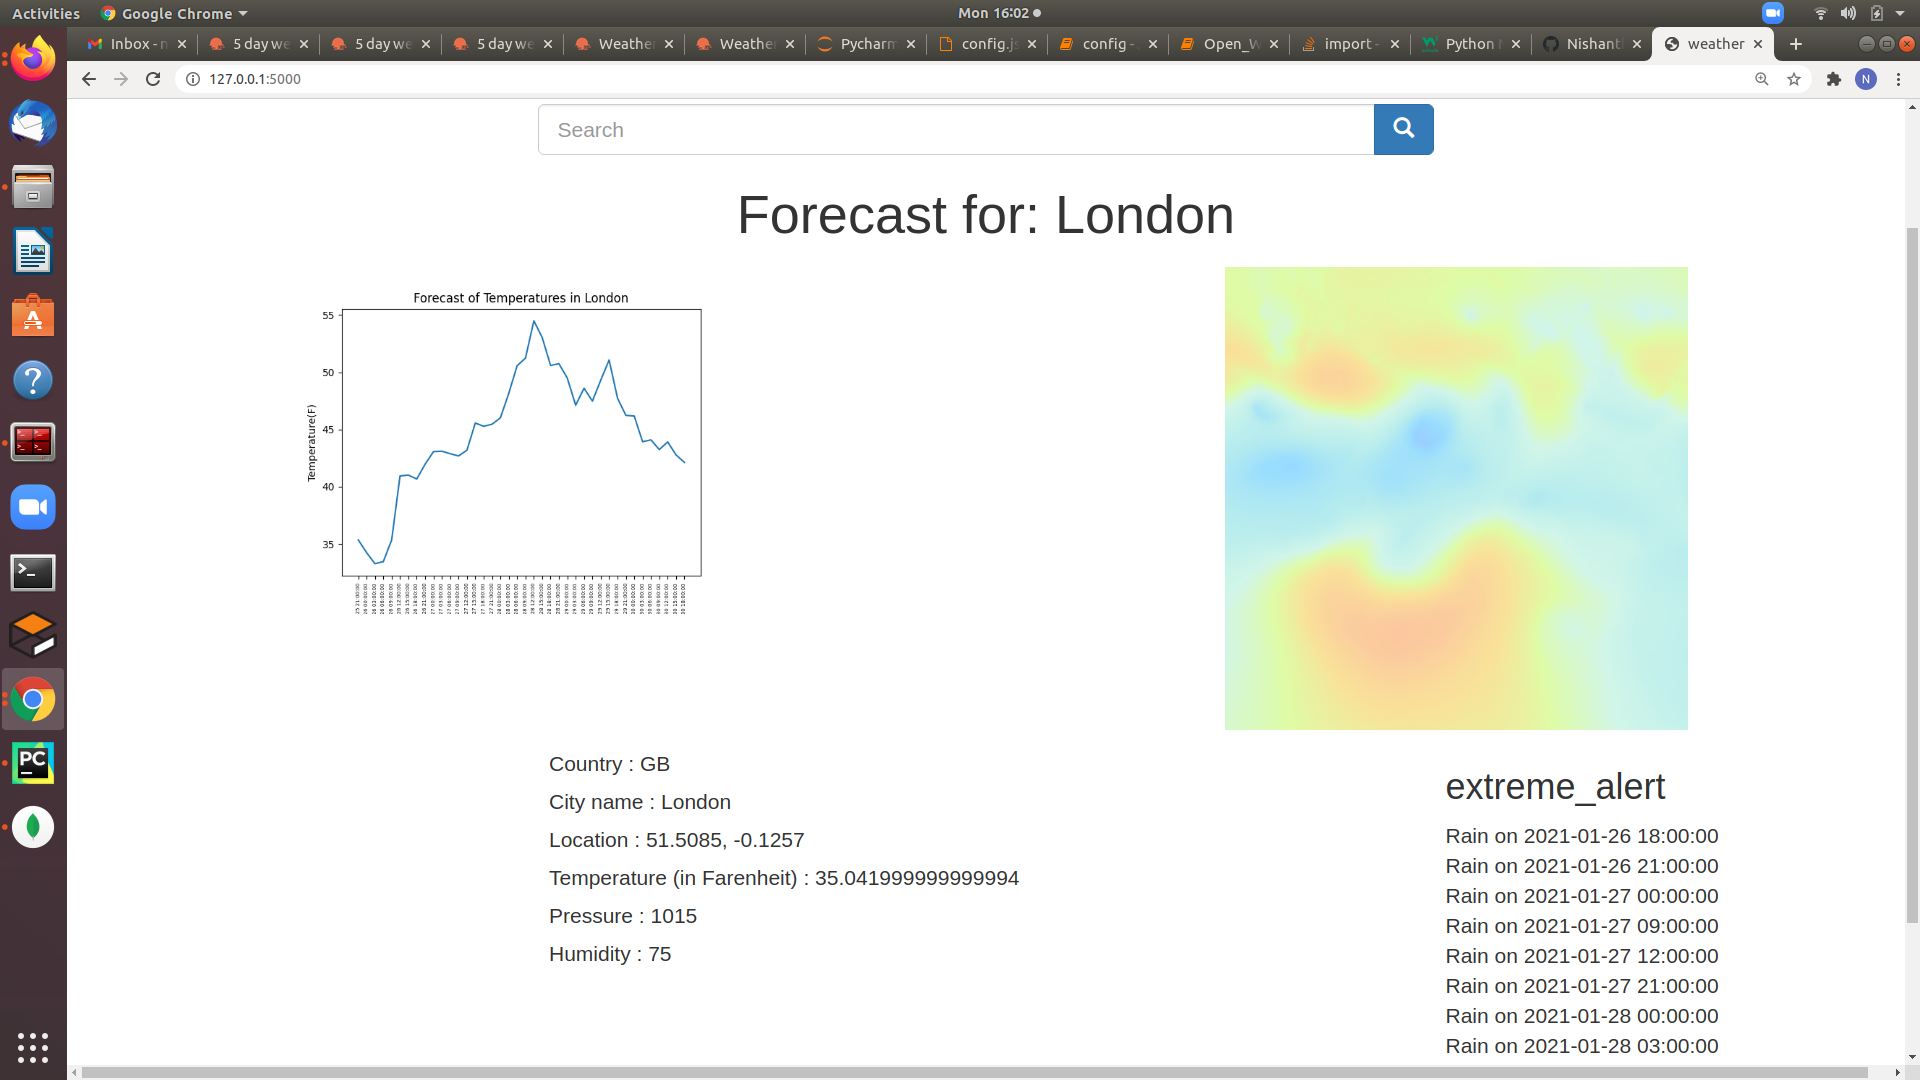 Activities Google Chrome Mon 16:02
Inbox - n 5 day we 5 day we 5 day we Weather Weather Pycharm config.js config - Open_W import - Python Nishant weather
127.0.0.1:5000 N
Search
Forecast for: London
Forecast of Temperatures in London
Temperature(F)
55
50
45
40
35
Country : GB
City name : London
Location : 51.5085, -0.1257
Temperature (in Farenheit) : 35.041999999999994
Pressure : 1015
Humidity : 75
extreme_alert
Rain on 2021-01-26 18:00:00
Rain on 2021-01-26 21:00:00
Rain on 2021-01-27 00:00:00
Rain on 2021-01-27 09:00:00
Rain on 2021-01-27 12:00:00
Rain on 2021-01-27 21:00:00
Rain on 2021-01-28 00:00:00
Rain on 2021-01-28 03:00:00
PC